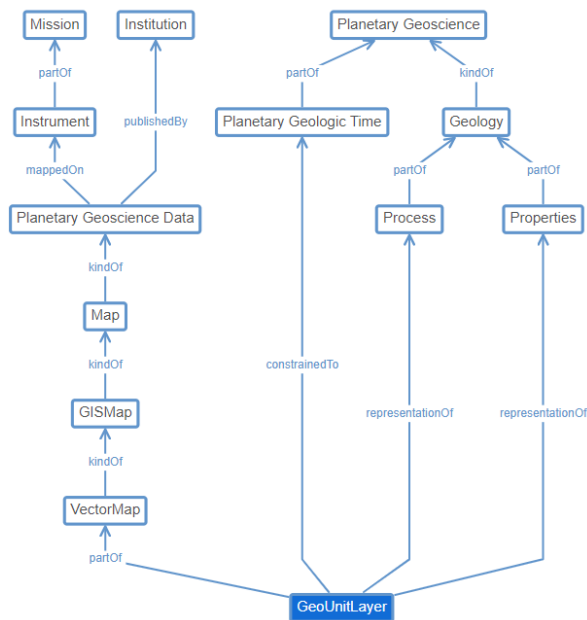 Mission
Institution
Planetary Geoscience
partOf
partOf
kindOf
Instrument
publishedBy
Planetary Geologic Time
Geology
mappedOn
partOf
partOf
Planetary Geoscience Data
Process
Properties
kindOf
Map
constrainedTo
kindOf
GISMap
representationOf
representationOf
kindOf
VectorMap
partOf
GeoUnitLayer